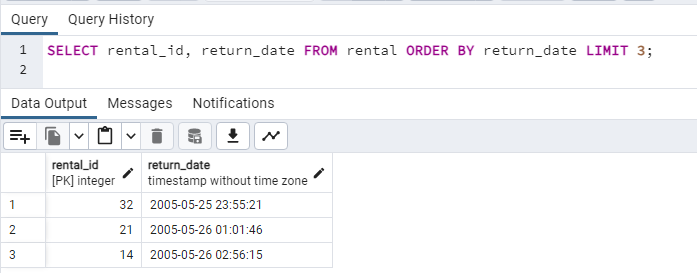 Query Query History
1 SELECT rental_id, return_date FROM rental ORDER BY return_date LIMIT 3;
2
Data Output Messages Notifications
rental_id return_date
[PK] integer timestamp without time zone
1 32 2005-05-25 23:55:21
2 21 2005-05-26 01:01:46
3 14 2005-05-26 02:56:15